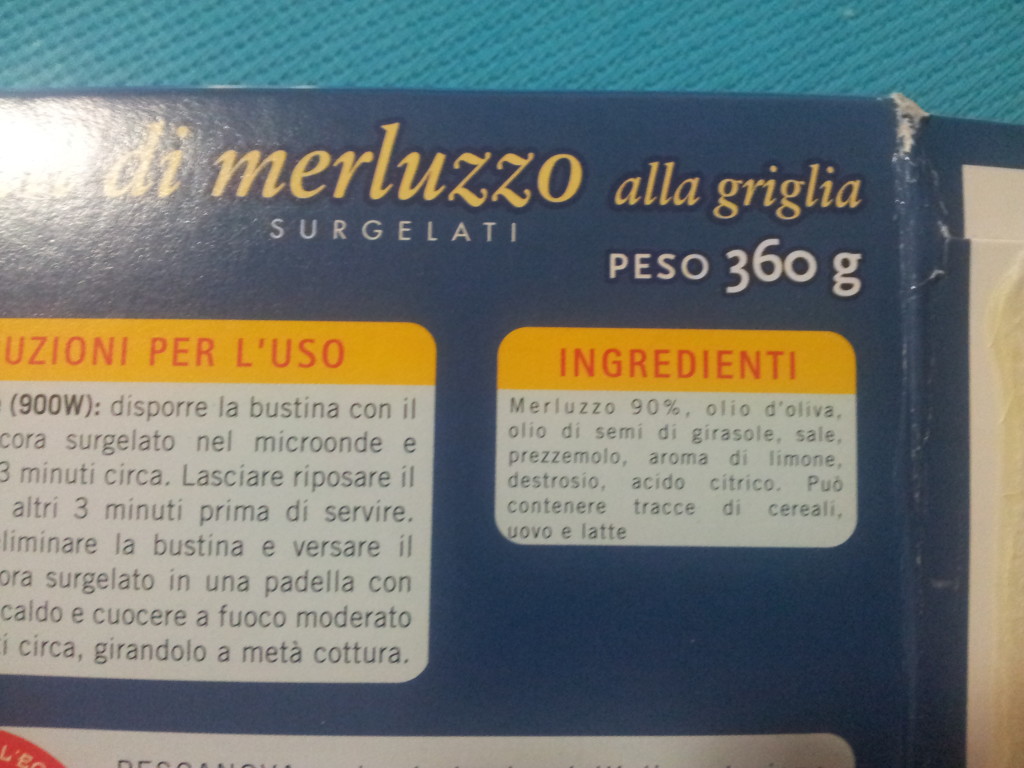 di merluzzo alla griglia
SURGELATI
PESO 360 g
UZIONI PER L'USO
(900W): disporre la bustina con il
cora surgelato nel microonde e
3 minuti circa. Lasciare riposare il
altri 3 minuti prima di servire.
liminare la bustina e versare il
ora surgelato in una padella con
caldo e cuocere a fuoco moderato
ti circa, girandolo a metà cottura.
INGREDIENTI
Merluzzo 90%, olio d'oliva,
olio di semi di girasole, sale,
prezzemolo, aroma di limone,
destrosio, acido citrico. Può
contenere tracce di cereali,
uovo e latte
L'EC
PESCANOVA